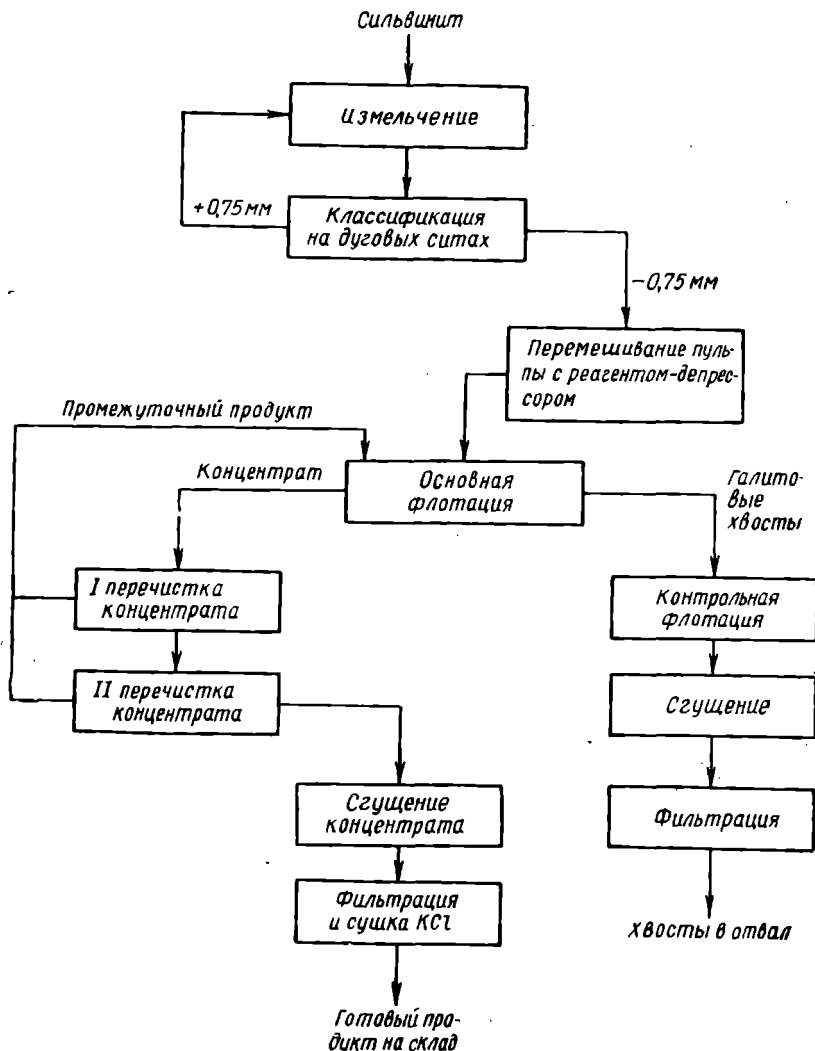 Сильвинит
Измельчение
+0,75 мм
Классификация
на дуговых ситах
−0,75 мм
Перемешивание пуль-
пы с реагентом-депрес-
сором
Промежуточный продукт
Концентрат
Основная
флотация
Галито-
вые
хвосты
I перечистка
концентрата
Контрольная
флотация
II перечистка
концентрата
Сгущение
Сгущение
концентрата
Фильтрация
Фильтрация
и сушка KCl
Хвосты в отвал
Готовый про-
дукт на склад